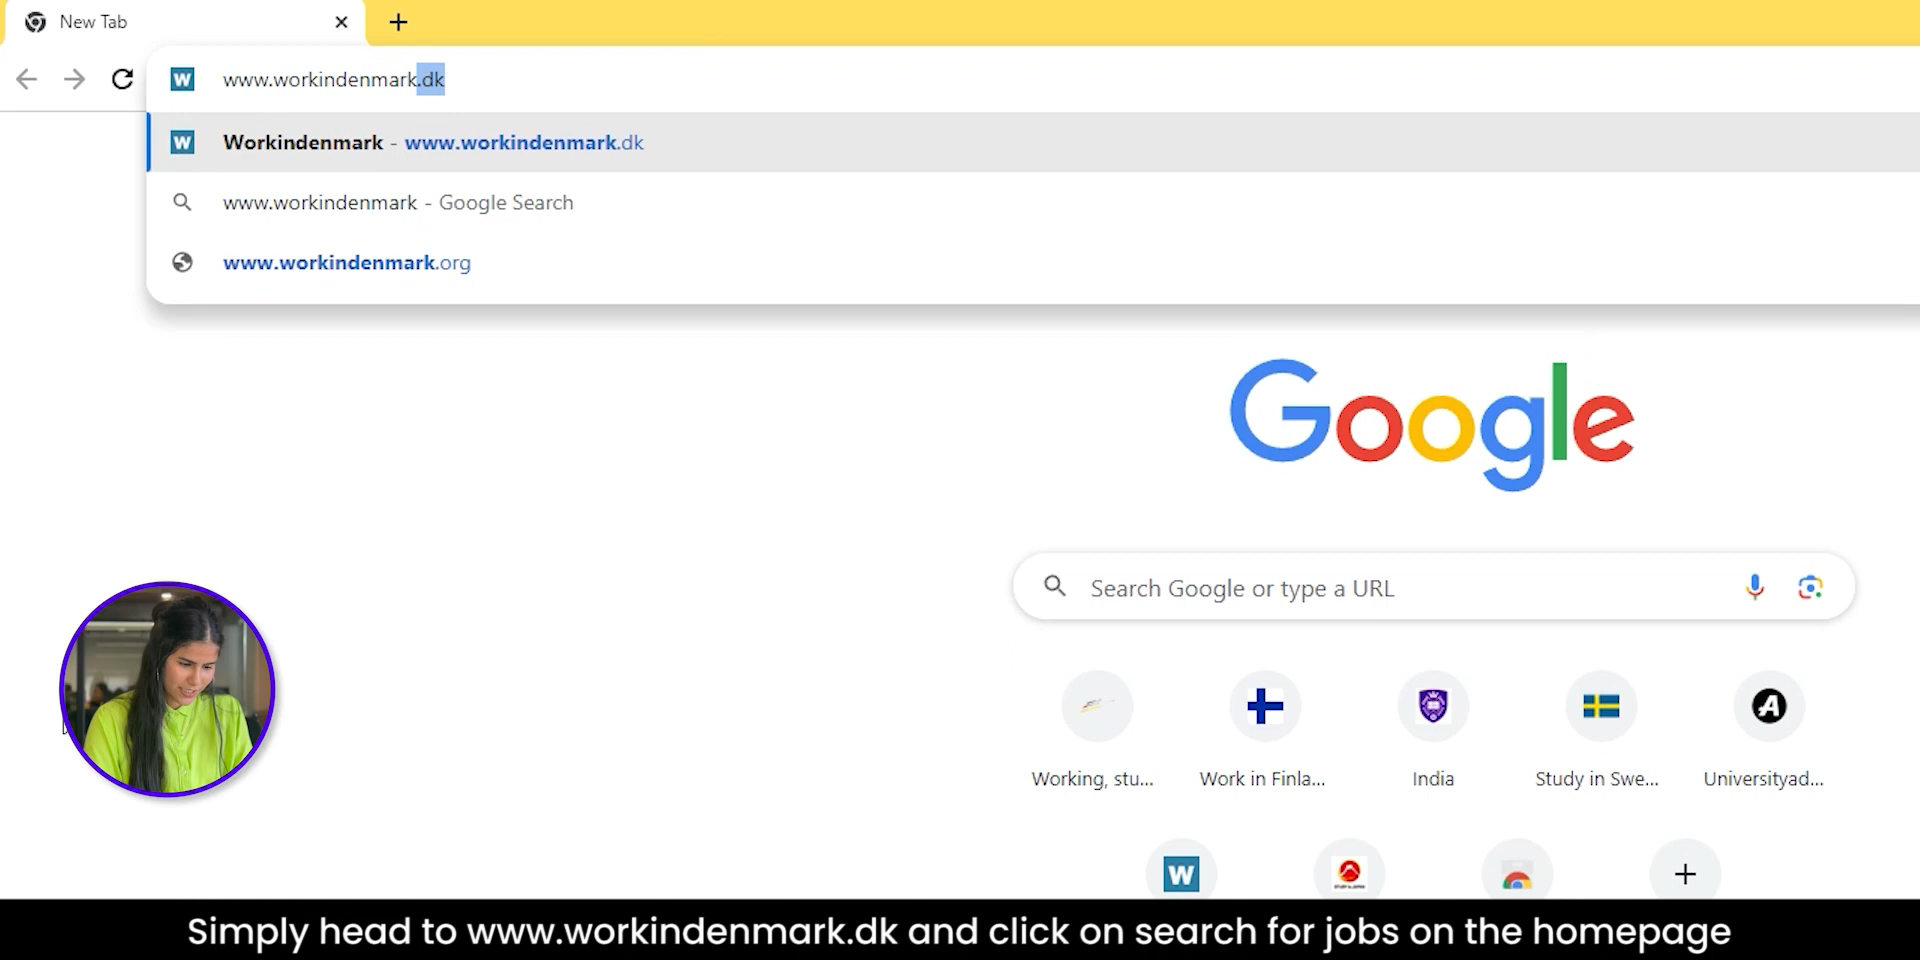 New Tab
www.workindenmark.dk
Workindenmark - www.workindenmark.dk
www.workindenmark - Google Search
www.workindenmark.org
Google
Search Google or type a URL
Working, stu...
Work in Finla...
India
Study in Swe...
Universityad...
Simply head to www.workindenmark.dk and click on search for jobs on the homepage